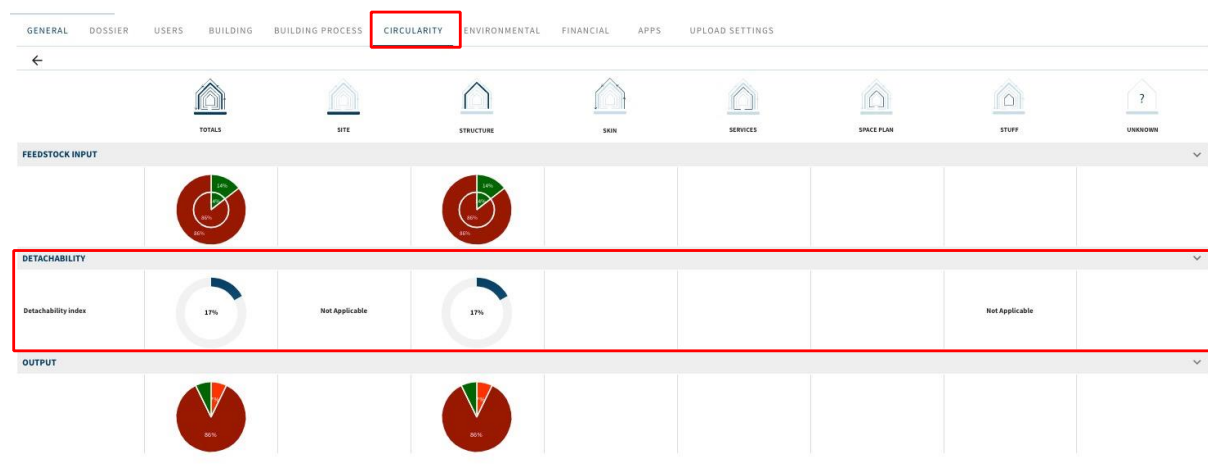 GENERAL DOSSIER USERS BUILDING BUILDING PROCESS CIRCULARITY ENVIRONMENTAL FINANCIAL APPS UPLOAD SETTINGS
?
TOTALS SITE STRUCTURE SKIN SERVICES SPACE PLAN STUFF UNKNOWN
FEEDSTOCK INPUT
14% 14%
86% 86%
86% 86%
DETACHABILITY
Detachability index 17% Not Applicable 17% Not Applicable
OUTPUT
86% 86%